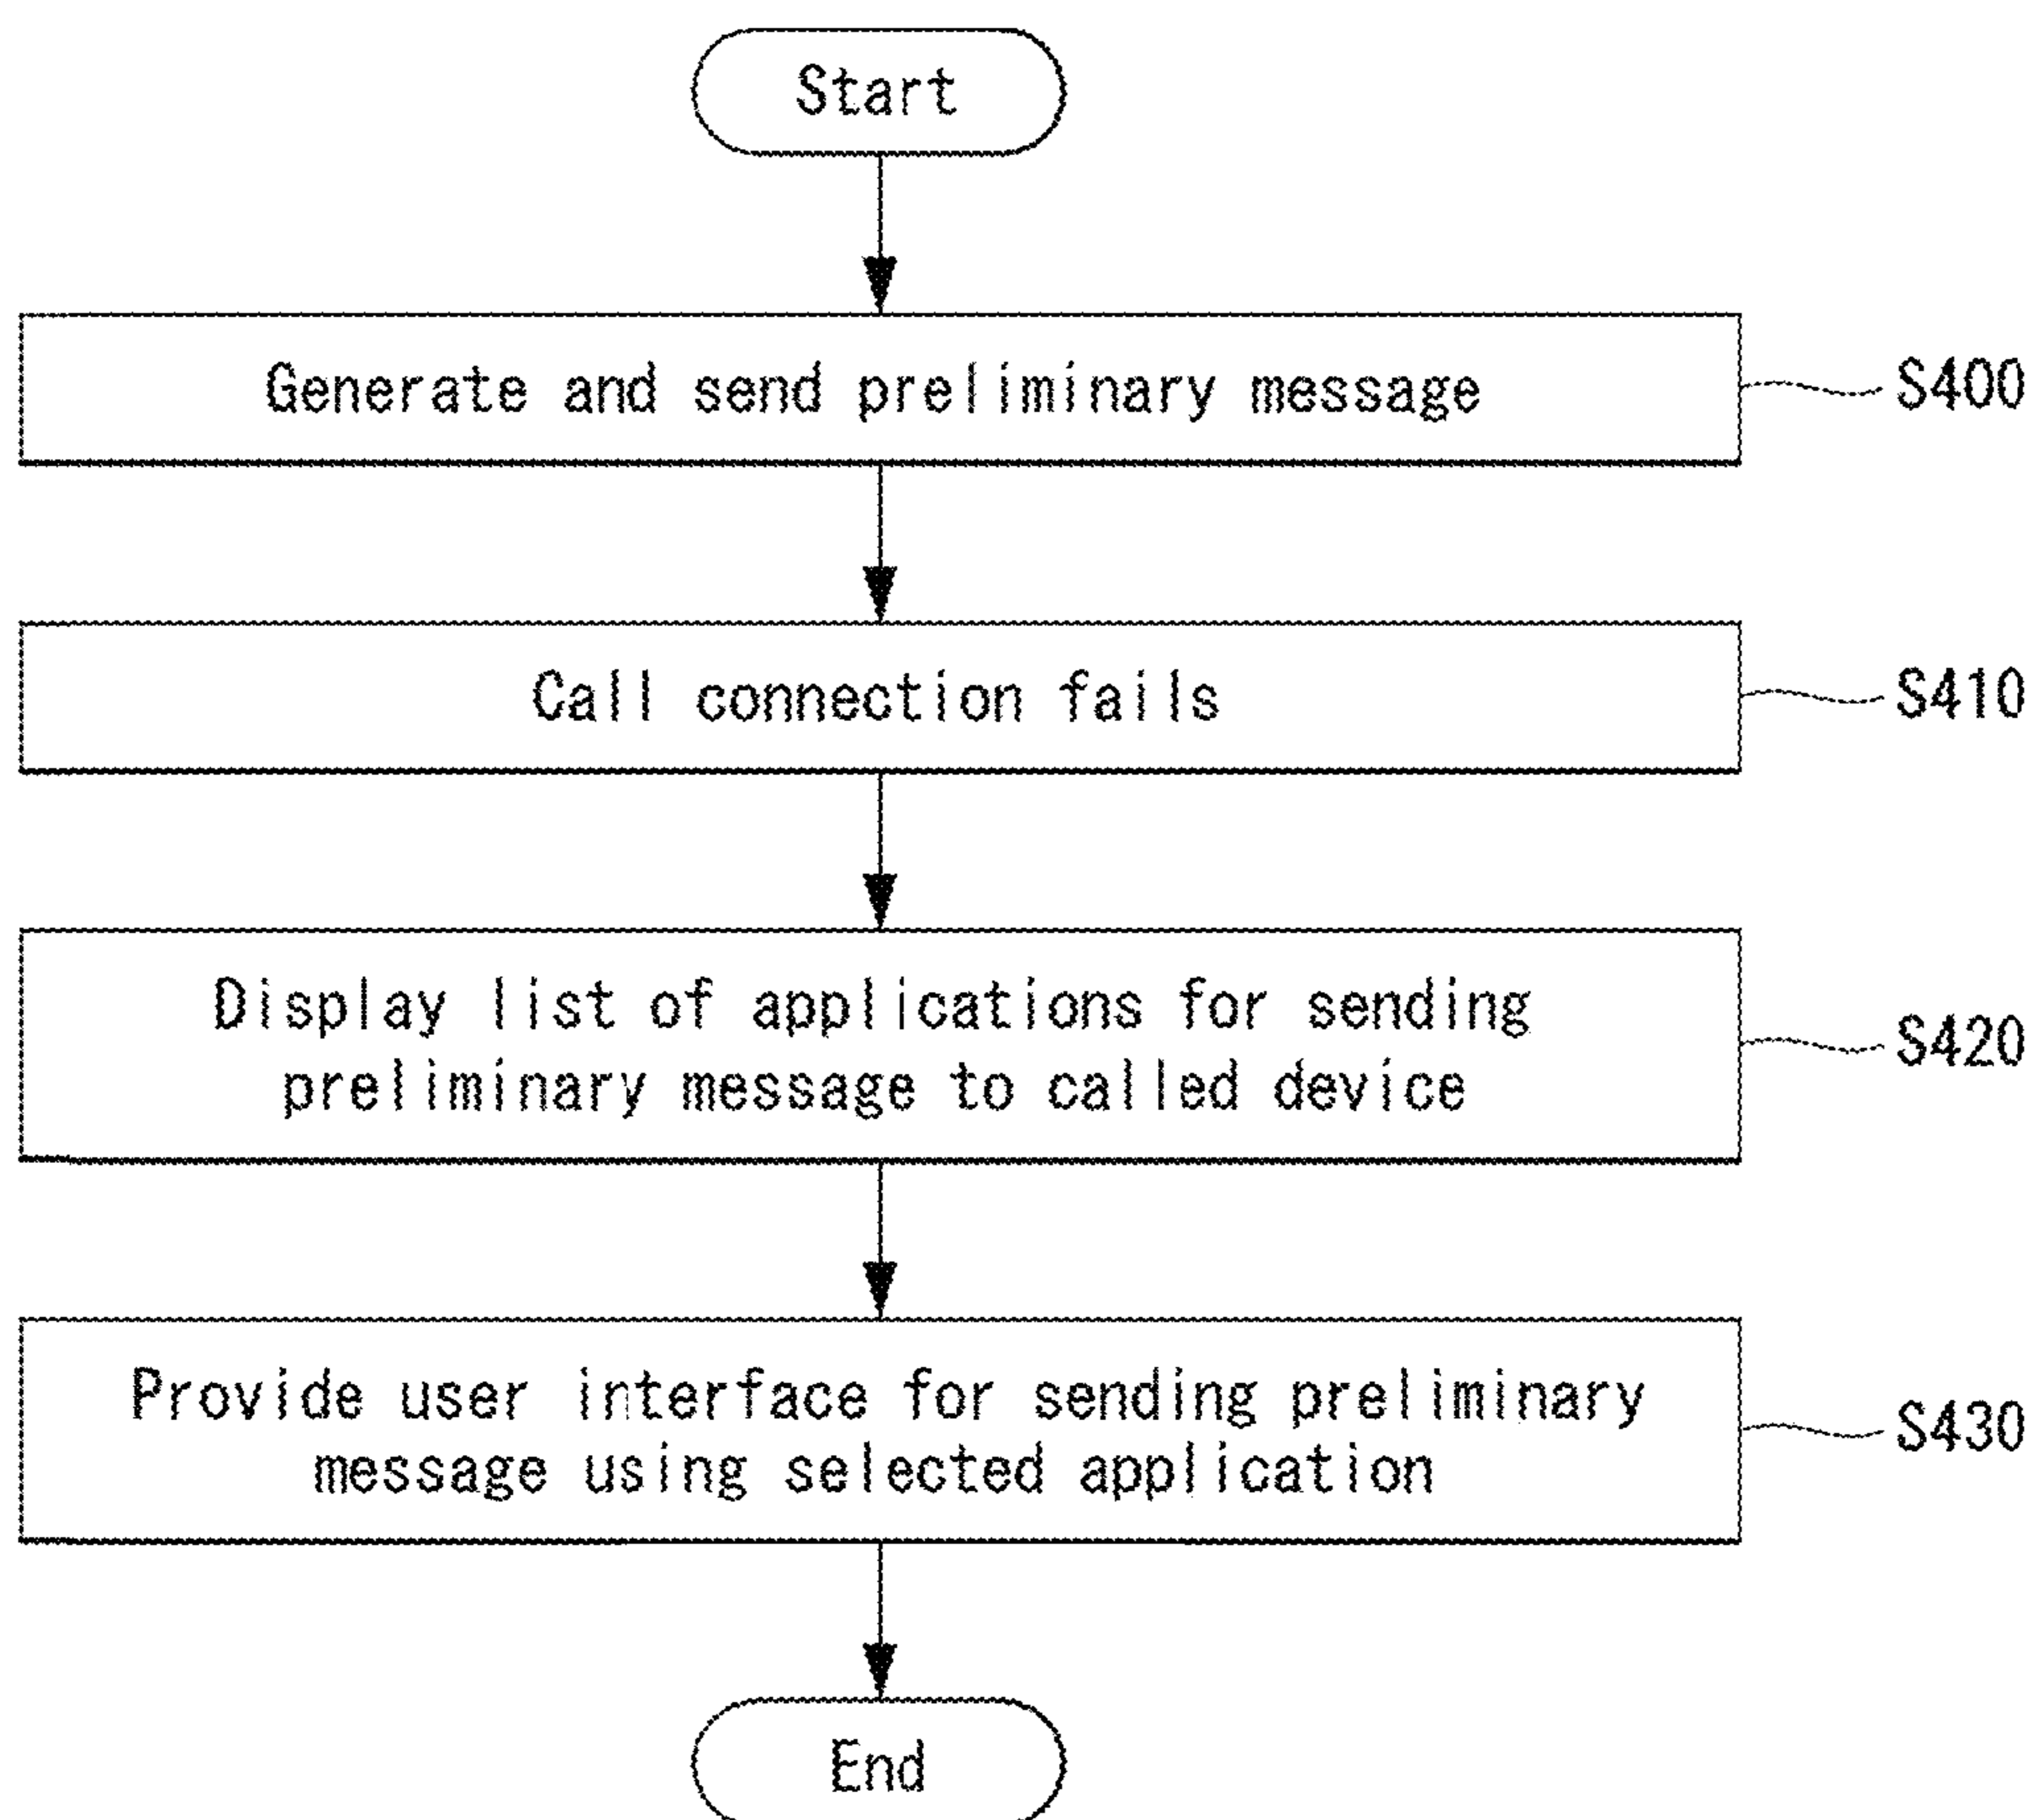 Start
Generate and send preliminary message
S400
Call connection fails
S410
Display list of applications for sending
preliminary message to called device
S420
Provide user interface for sending preliminary
message using selected application
S430
End